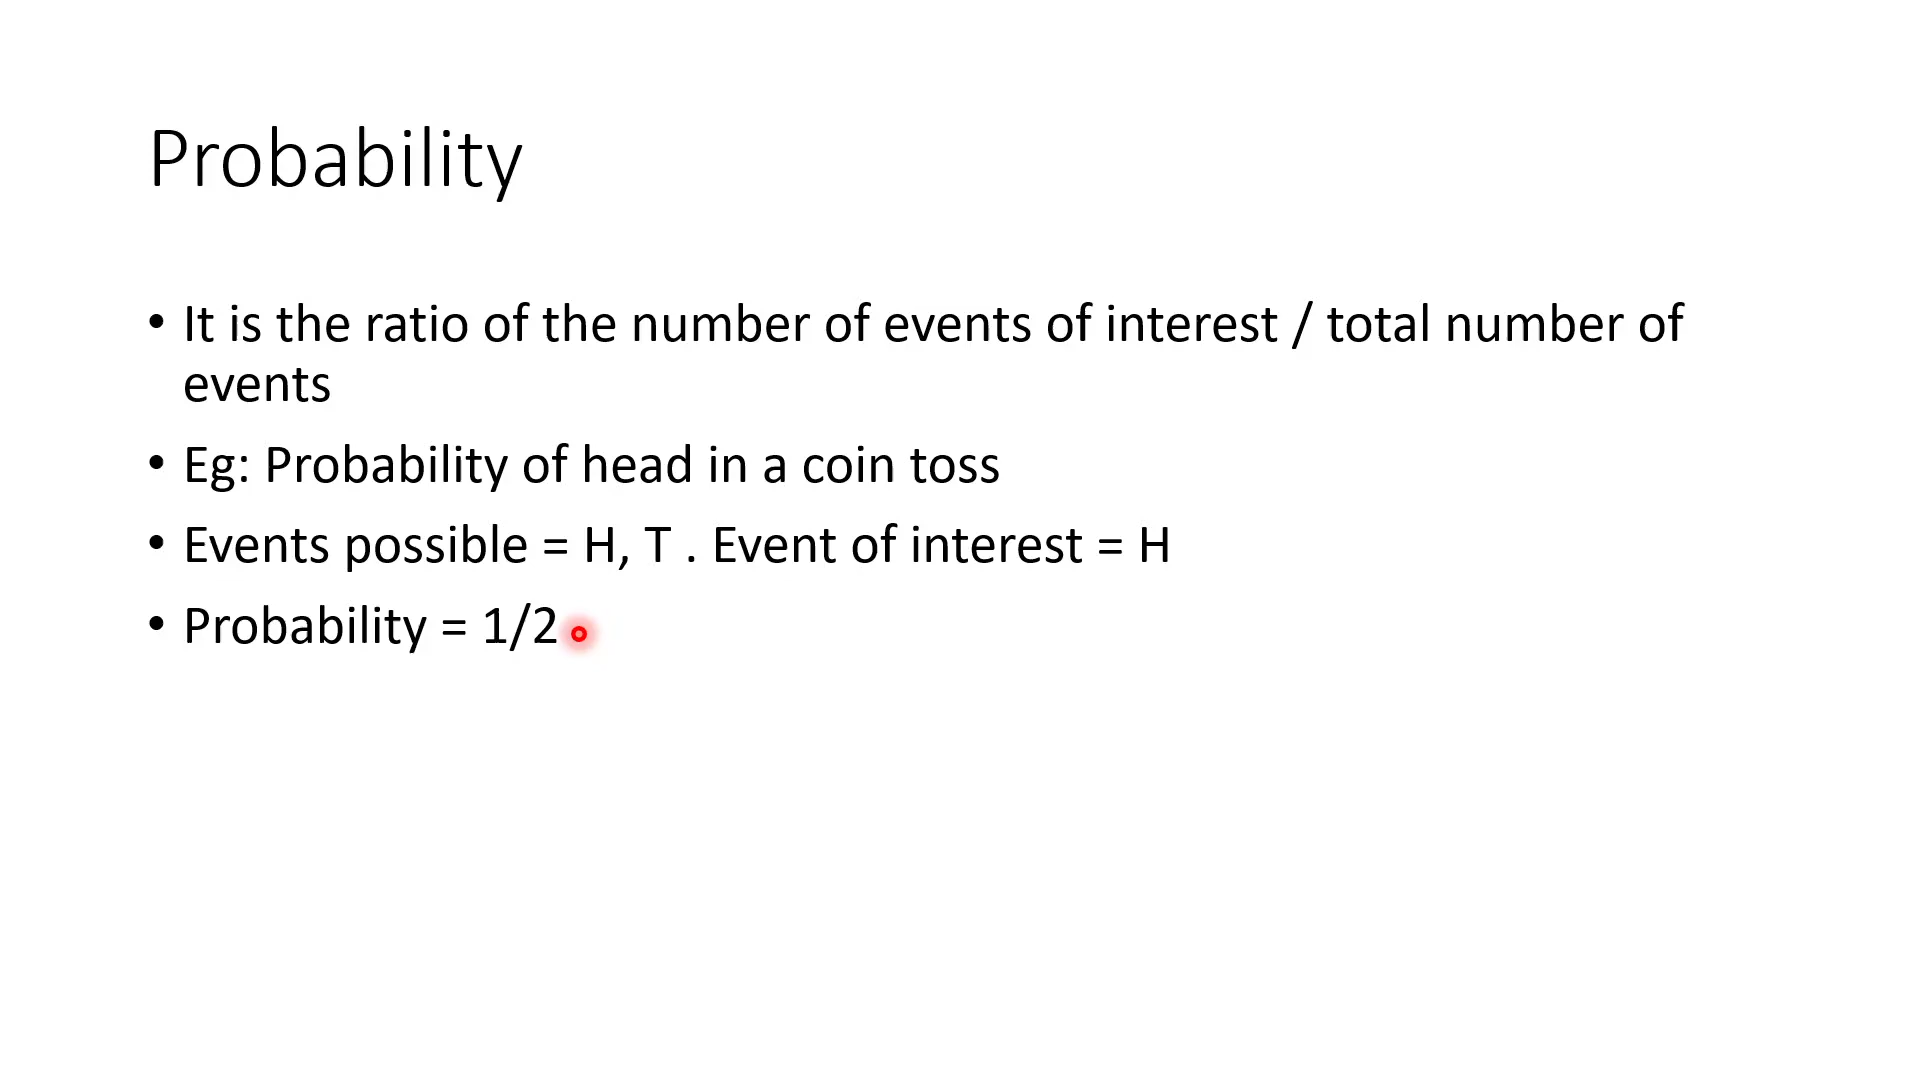 Probability
• It is the ratio of the number of events of interest / total number of
events
• Eg: Probability of head in a coin toss
• Events possible = H, T . Event of interest = H
• Probability = 1/2